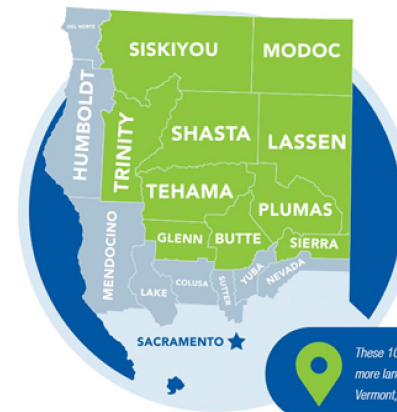 DEL NORTE
SISKIYOU
MODOC
HUMBOLDT
TRINITY
SHASTA
LASSEN
TEHAMA
PLUMAS
MENDOCINO
GLENN
BUTTE
SIERRA
LAKE
COLUSA
SUTTER
YUBA
NEVADA
SACRAMENTO
These 10
more lan
Vermont,